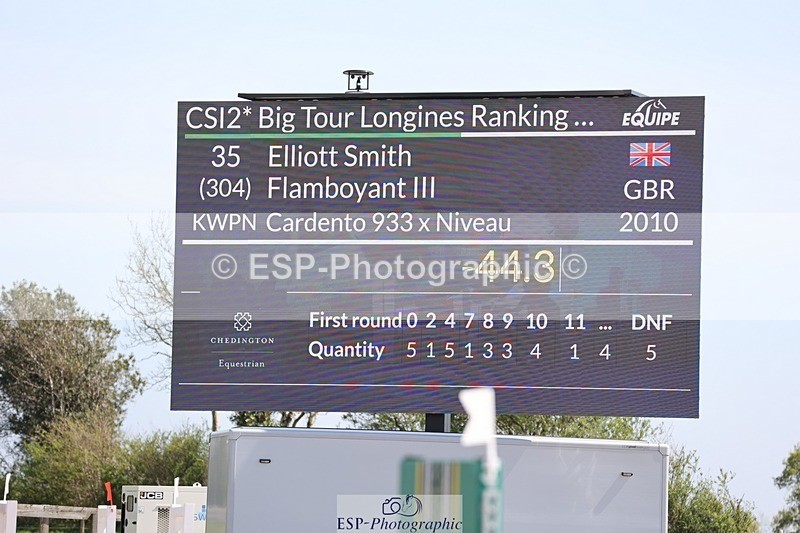 CSI2* Big Tour Longines Ranking ... EQUIPE
35 Elliott Smith
(304) Flamboyant III GBR
KWPN Cardento 933 x Niveau 2010
-44.3
© ESP-Photographic ©
First round 0 2 4 7 8 9 10 11 ... DNF
Quantity 5 1 5 1 3 3 4 1 4 5
CHEDINGTON
Equestrian
JCB
ESP-Photographic